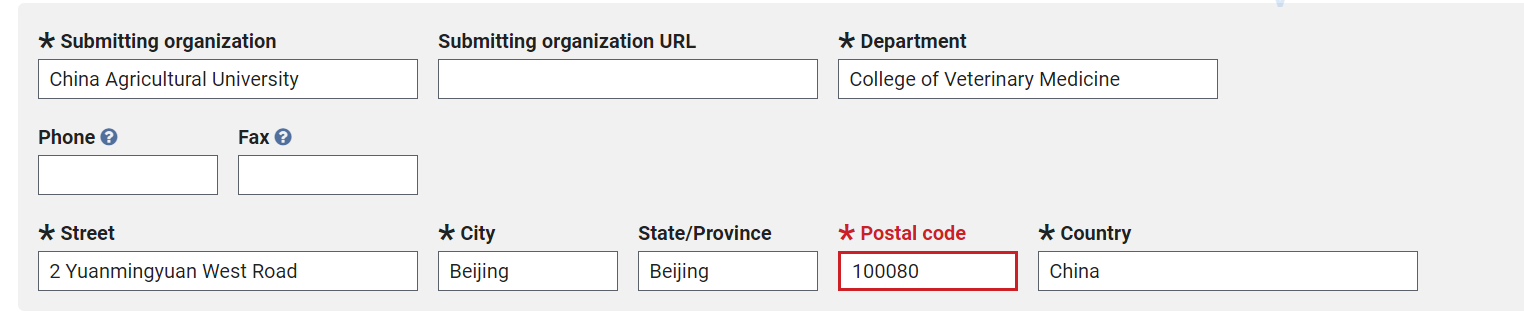 * Submitting organization Submitting organization URL * Department
China Agricultural University College of Veterinary Medicine
Phone ? Fax ?
* Street * City State/Province * Postal code * Country
2 Yuanmingyuan West Road Beijing Beijing 100080 China